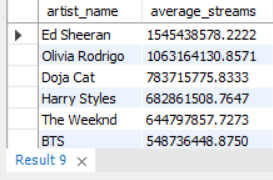 artist_name average_streams
Ed Sheeran 1545438578.2222
Olivia Rodrigo 1063164130.8571
Doja Cat 783715775.8333
Harry Styles 682861508.7647
The Weeknd 644797857.7273
BTS 548736448.8750
Result 9 ×